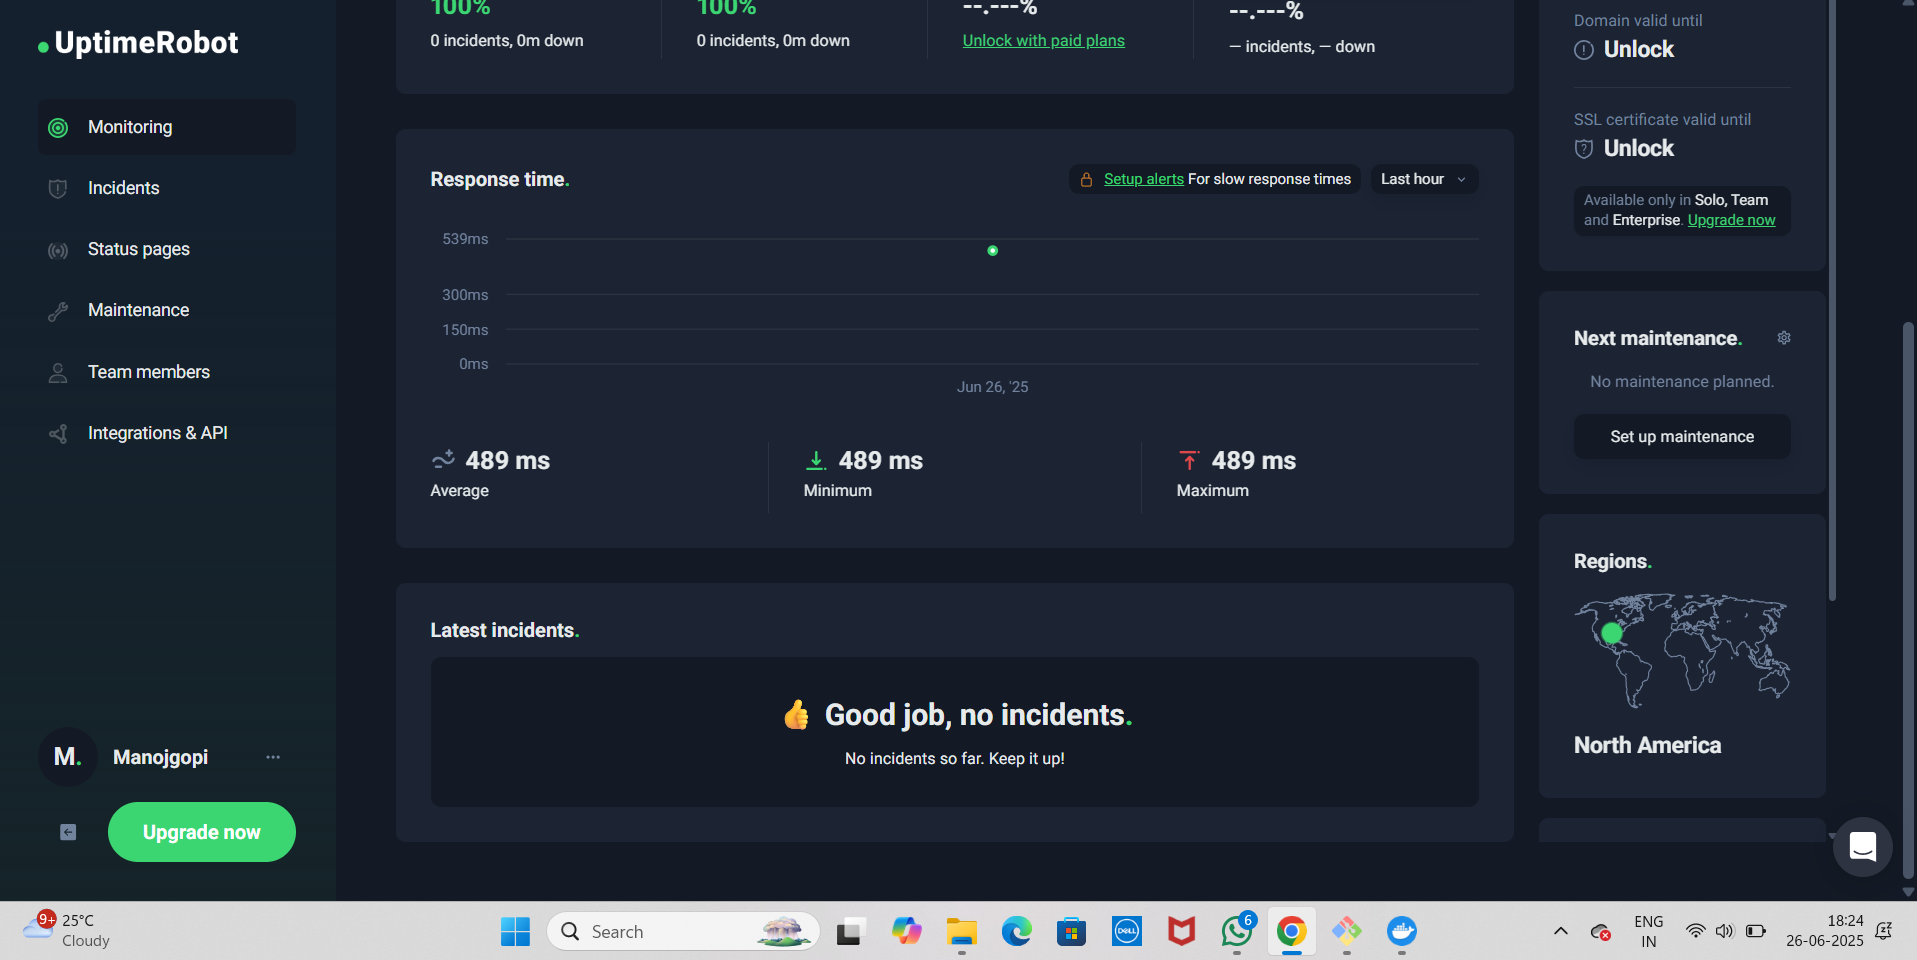 UptimeRobot
Monitoring
Incidents
Status pages
Maintenance
Team members
Integrations & API
M.
Manojgopi
Upgrade now
100%
0 incidents, 0m down
100%
0 incidents, 0m down
--.---%
Unlock with paid plans
--.---%
— incidents, — down
Response time.
Setup alerts For slow response times
Last hour
539ms
300ms
150ms
0ms
Jun 26, '25
489 ms
Average
489 ms
Minimum
489 ms
Maximum
Latest incidents.
👍 Good job, no incidents.
No incidents so far. Keep it up!
Domain valid until
Unlock
SSL certificate valid until
Unlock
Available only in Solo, Team
and Enterprise. Upgrade now
Next maintenance.
No maintenance planned.
Set up maintenance
Regions.
North America
9+
25°C
Cloudy
Search
DELL
6
ENG
IN
18:24
26-06-2025